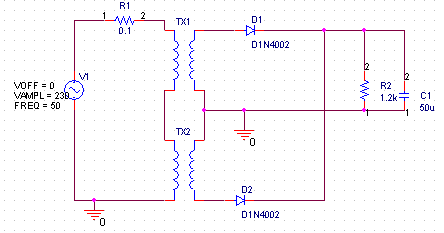 R1
1 2
0.1
TX1
D1
D1N4002
V1
VOFF = 0
VAMPL = 230
FREQ = 50
2
R2
1.2k
1
2
C1
50u
1
0
TX2
D2
D1N4002
0